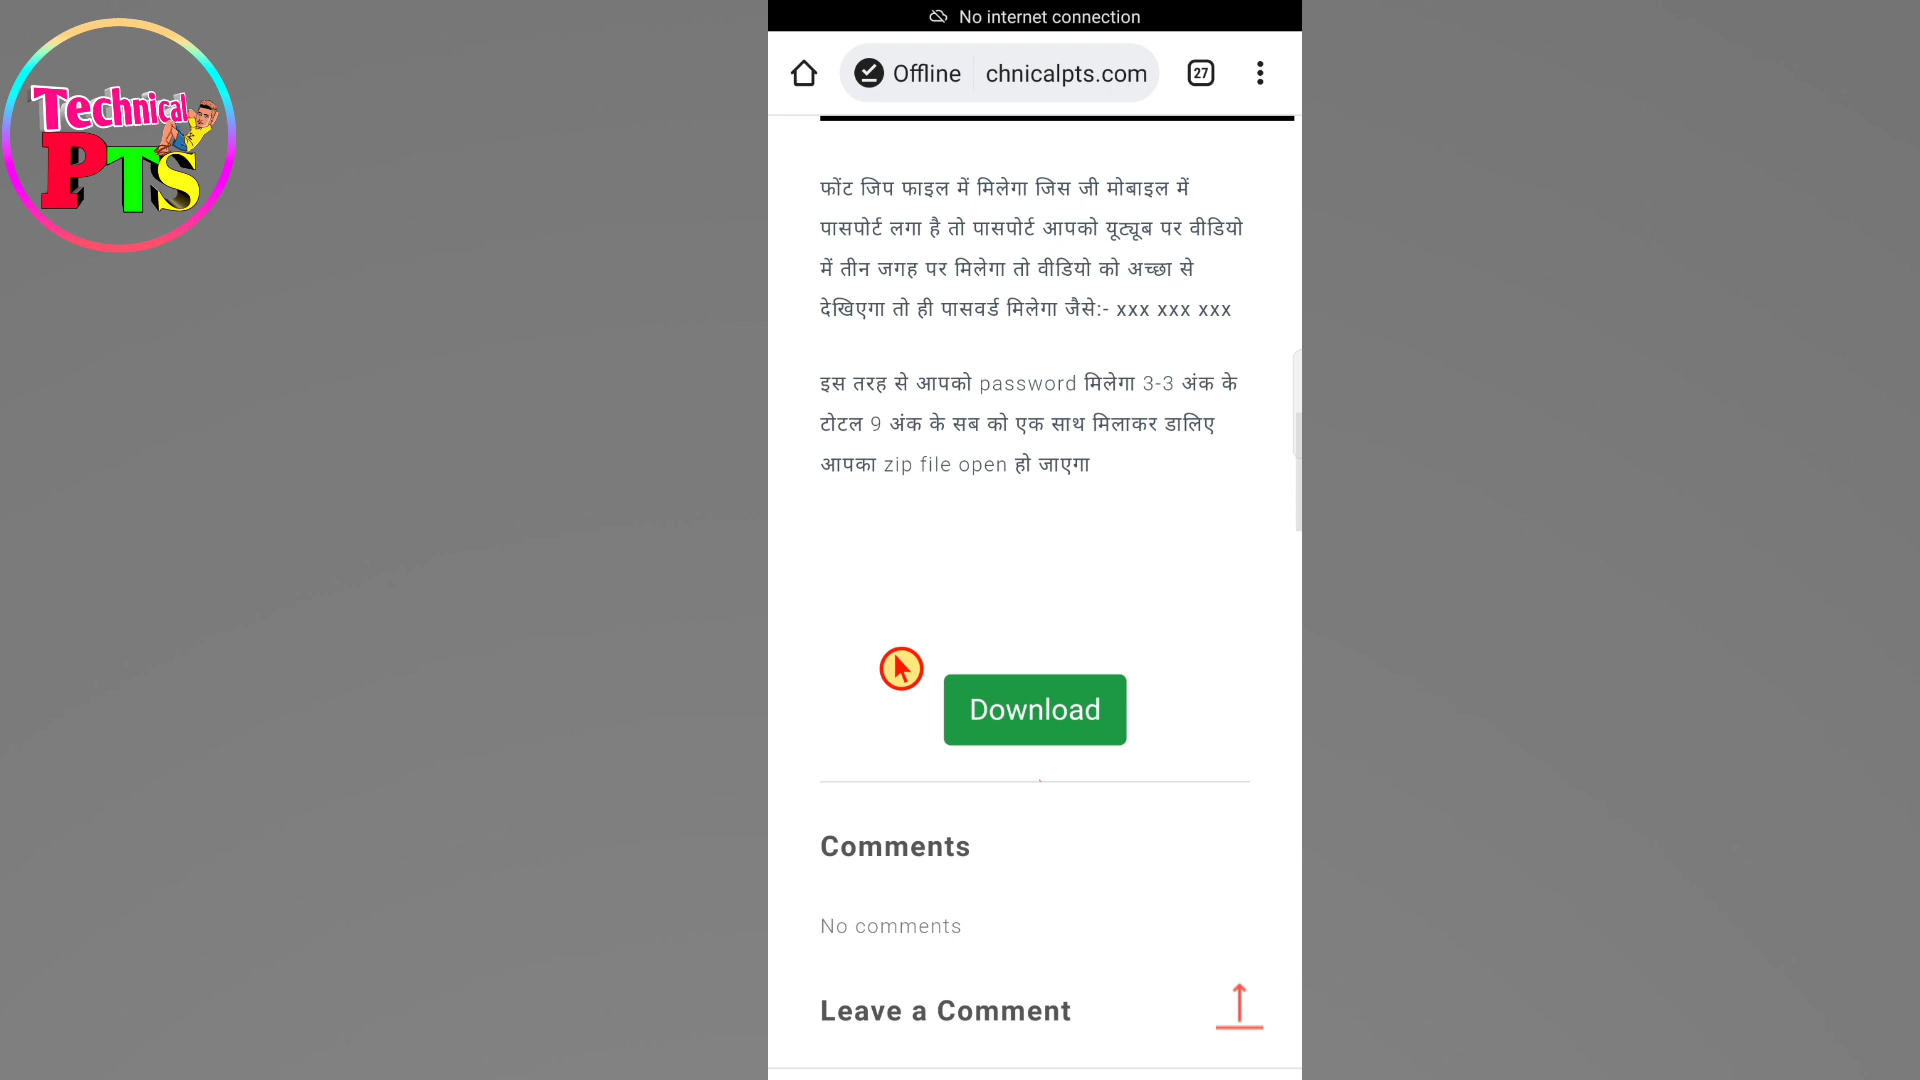 No internet connection
Technical
PTS
Offline chnicalpts.com 27
फोंट जिप फाइल में मिलेगा जिस जी मोबाइल में
पासपोर्ट लगा है तो पासपोर्ट आपको यूट्यूब पर वीडियो
में तीन जगह पर मिलेगा तो वीडियो को अच्छा से
देखिएगा तो ही पासवर्ड मिलेगा जैसे:- xxx xxx xxx
इस तरह से आपको password मिलेगा 3-3 अंक के
टोटल 9 अंक के सब को एक साथ मिलाकर डालिए
आपका zip file open हो जाएगा
Download
Comments
No comments
Leave a Comment